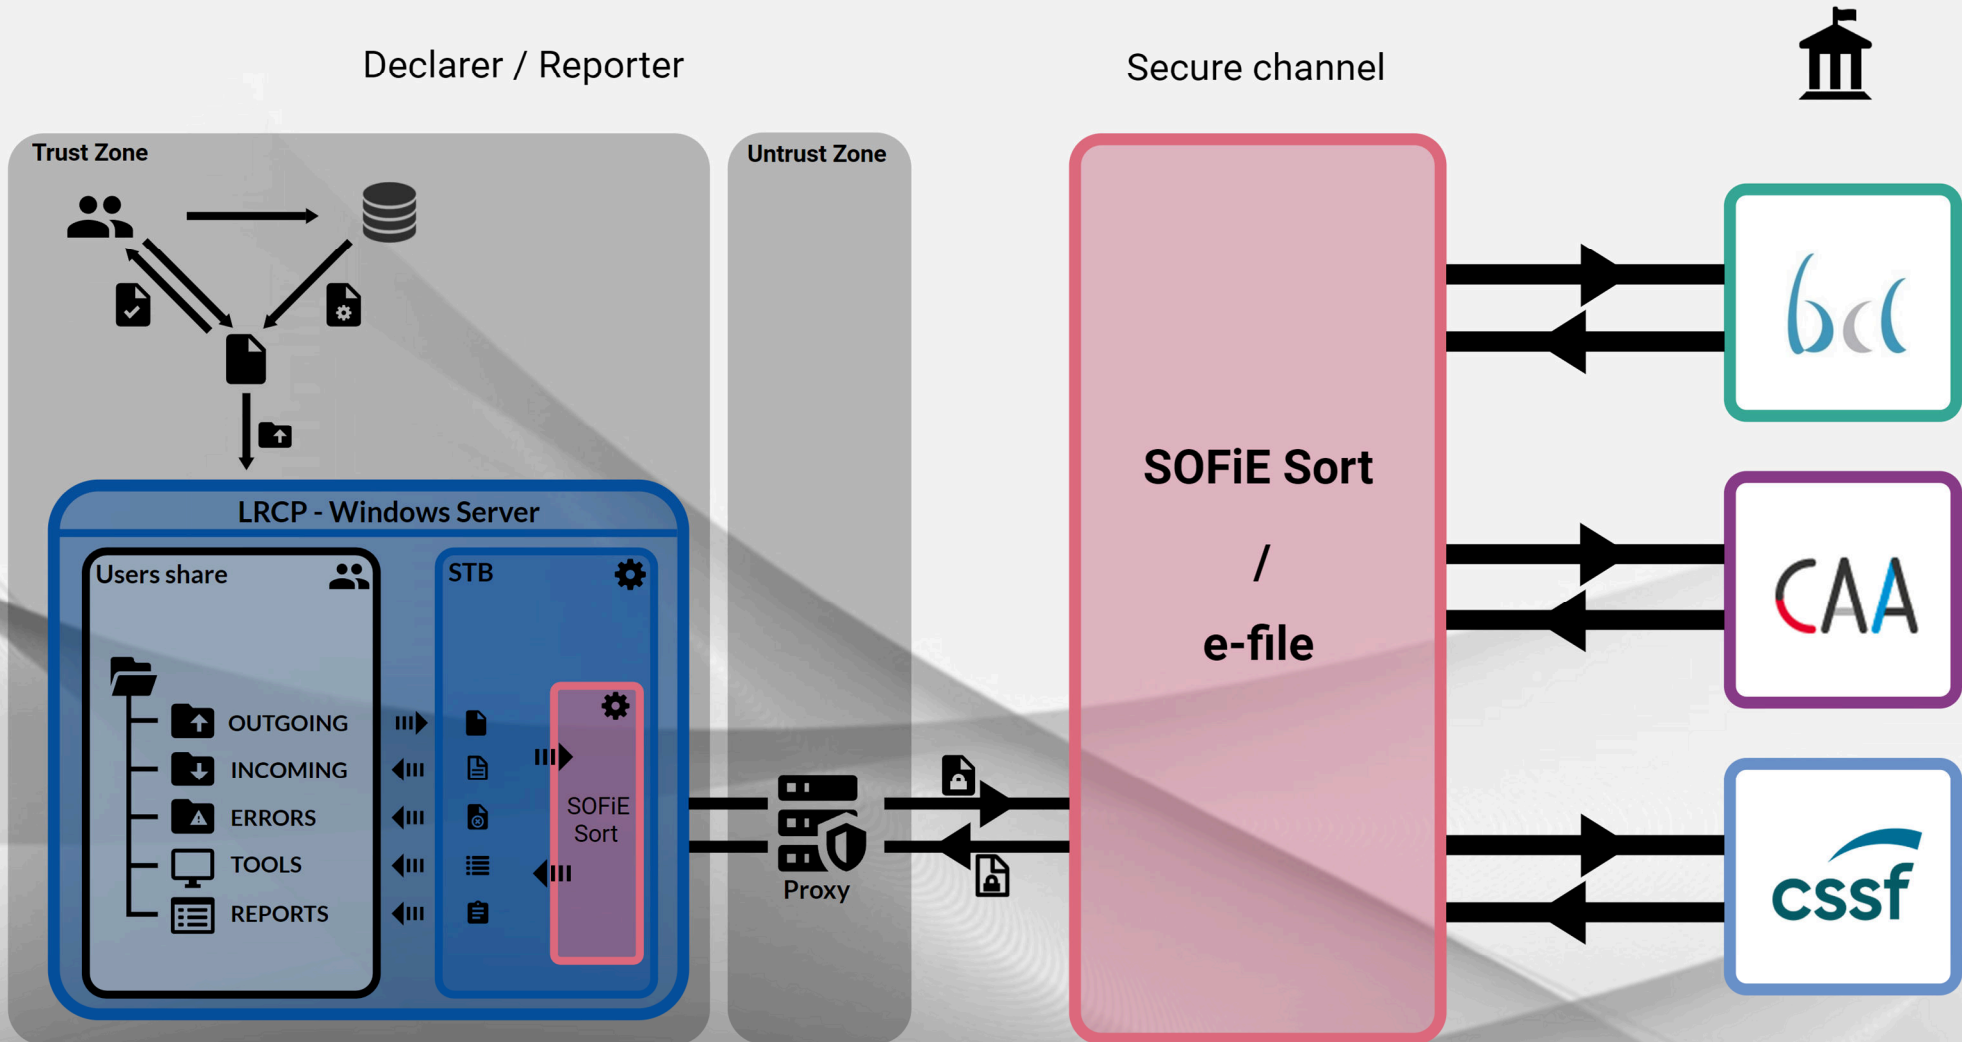 Declarer / Reporter
Secure channel
Trust Zone
Untrust Zone
LRCP - Windows Server
Users share
STB
OUTGOING
INCOMING
ERRORS
TOOLS
REPORTS
SOFiE
Sort
Proxy
SOFiE Sort
/
e-file
bcl
CAA
cssf